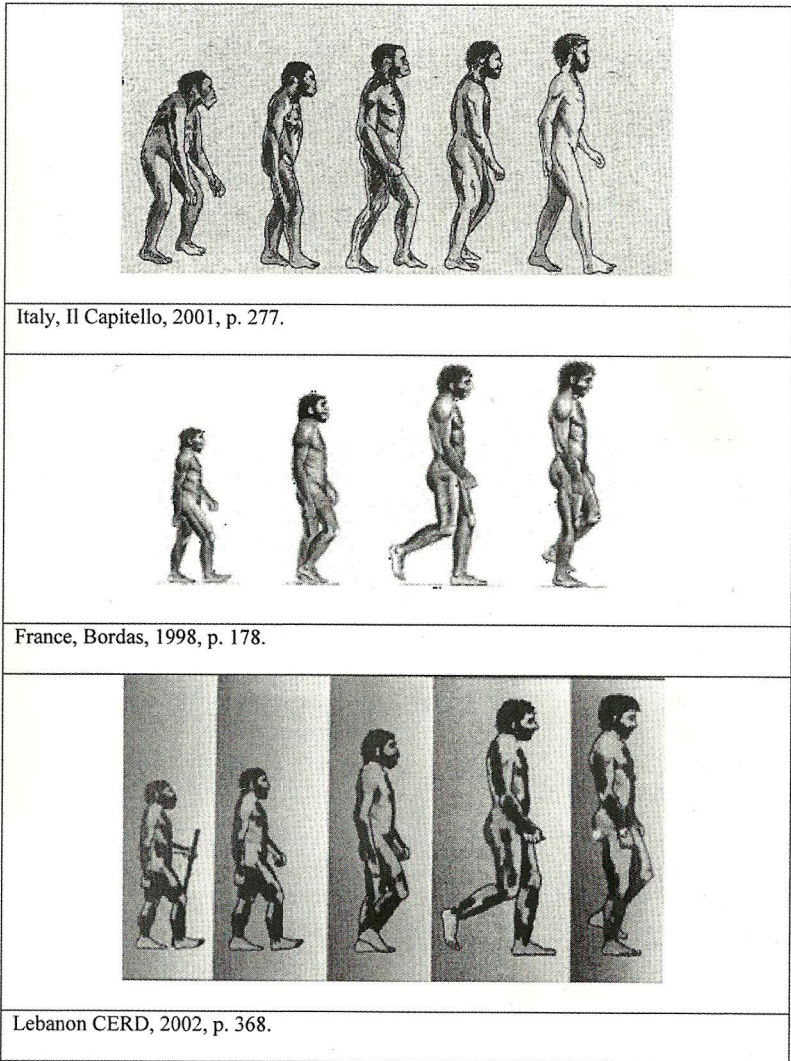 Italy, Il Capitello, 2001, p. 277.
France, Bordas, 1998, p. 178.
Lebanon CERD, 2002, p. 368.